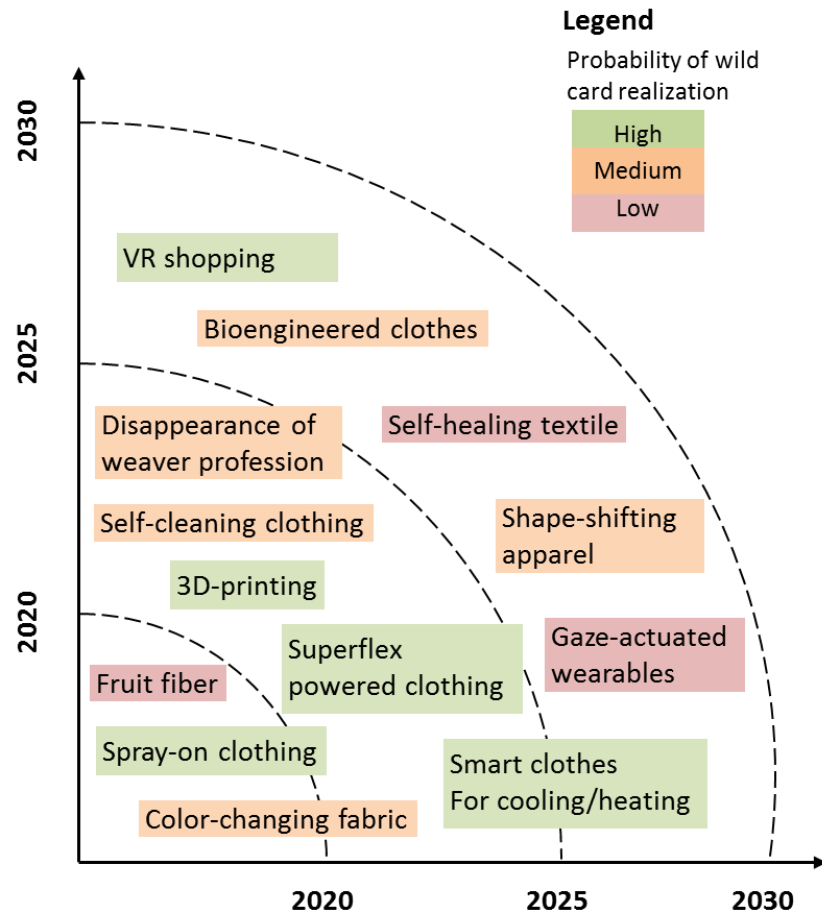 Legend
Probability of wild
card realization
High
Medium
Low
2030
2025
2020
VR shopping
Bioengineered clothes
Disappearance of
weaver profession
Self-healing textile
Self-cleaning clothing
Shape-shifting
apparel
3D-printing
Superflex
powered clothing
Gaze-actuated
wearables
Fruit fiber
Spray-on clothing
Smart clothes
For cooling/heating
Color-changing fabric
2020
2025
2030